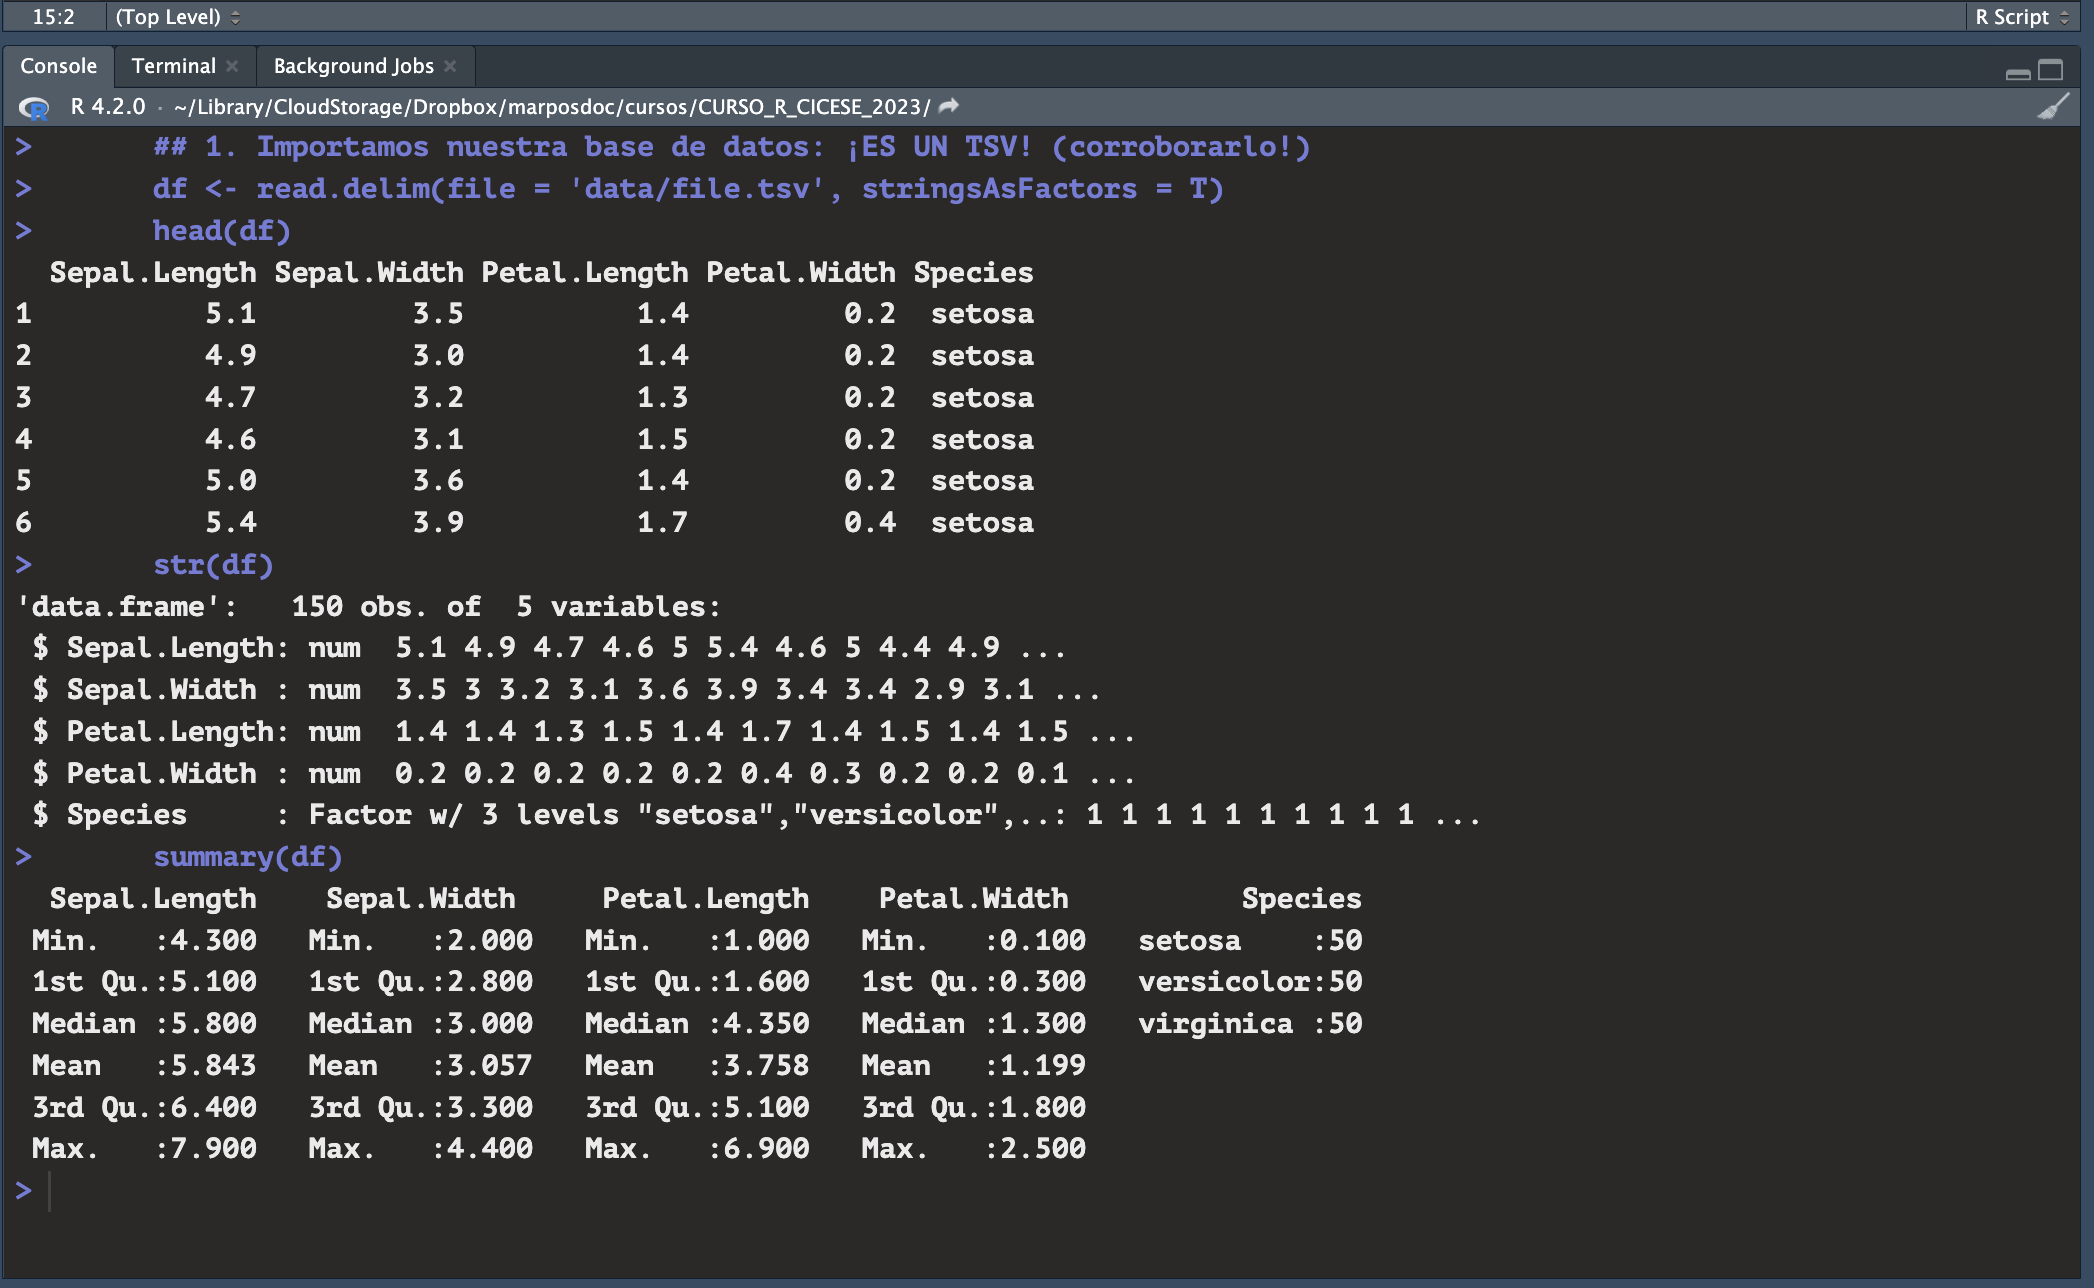 15:2 (Top Level) R Script
Console Terminal Background Jobs
R 4.2.0 · ~/Library/CloudStorage/Dropbox/marposdoc/cursos/CURSO_R_CICESE_2023/
>       ## 1. Importamos nuestra base de datos: ¡ES UN TSV! (corroborarlo!)
>       df <- read.delim(file = 'data/file.tsv', stringsAsFactors = T)
>       head(df)
  Sepal.Length Sepal.Width Petal.Length Petal.Width Species
1          5.1         3.5          1.4         0.2  setosa
2          4.9         3.0          1.4         0.2  setosa
3          4.7         3.2          1.3         0.2  setosa
4          4.6         3.1          1.5         0.2  setosa
5          5.0         3.6          1.4         0.2  setosa
6          5.4         3.9          1.7         0.4  setosa
>       str(df)
'data.frame':   150 obs. of  5 variables:
 $ Sepal.Length: num  5.1 4.9 4.7 4.6 5 5.4 4.6 5 4.4 4.9 ...
 $ Sepal.Width : num  3.5 3 3.2 3.1 3.6 3.9 3.4 3.4 2.9 3.1 ...
 $ Petal.Length: num  1.4 1.4 1.3 1.5 1.4 1.7 1.4 1.5 1.4 1.5 ...
 $ Petal.Width : num  0.2 0.2 0.2 0.2 0.2 0.4 0.3 0.2 0.2 0.1 ...
 $ Species     : Factor w/ 3 levels "setosa","versicolor",..: 1 1 1 1 1 1 1 1 1 1 ...
>       summary(df)
  Sepal.Length    Sepal.Width     Petal.Length    Petal.Width          Species
 Min.   :4.300   Min.   :2.000   Min.   :1.000   Min.   :0.100   setosa    :50
 1st Qu.:5.100   1st Qu.:2.800   1st Qu.:1.600   1st Qu.:0.300   versicolor:50
 Median :5.800   Median :3.000   Median :4.350   Median :1.300   virginica :50
 Mean   :5.843   Mean   :3.057   Mean   :3.758   Mean   :1.199
 3rd Qu.:6.400   3rd Qu.:3.300   3rd Qu.:5.100   3rd Qu.:1.800
 Max.   :7.900   Max.   :4.400   Max.   :6.900   Max.   :2.500
>